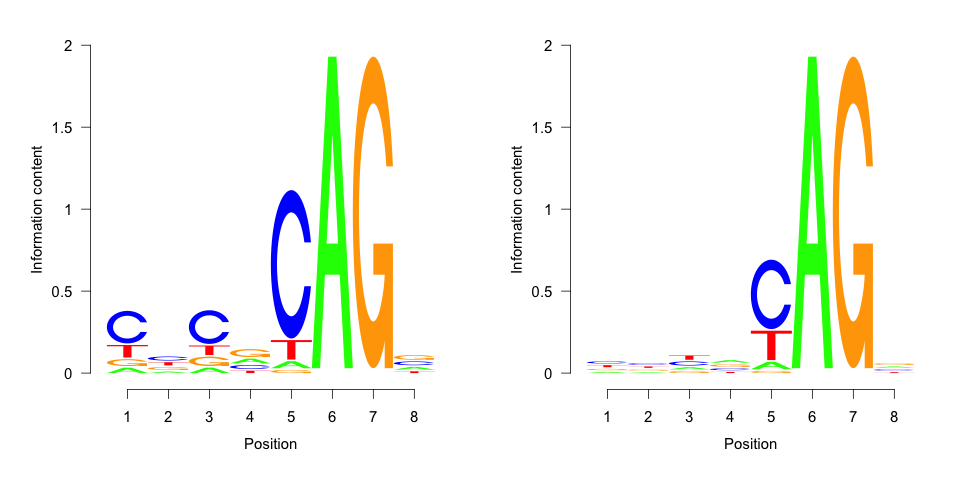 Information content
2
1.5
1
0.5
0
C T G A
C T G A
C T G A
G A C T
C T A G
A
G
G C A T
1 2 3 4 5 6 7 8
Position
Information content
2
1.5
1
0.5
0
C T A G
A
G
1 2 3 4 5 6 7 8
Position